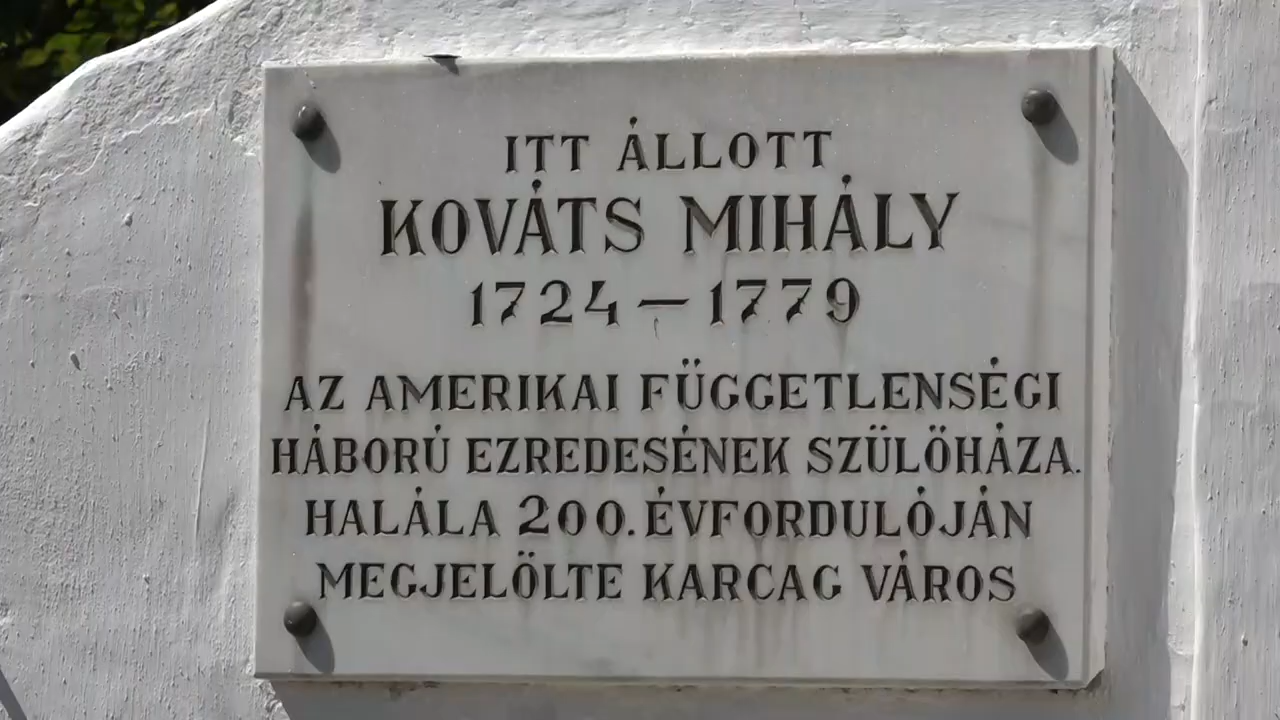 ITT ÁLLOTT
KOVÁTS MIHÁLY
1724 – 1779
AZ AMERIKAI FÜGGETLENSÉGI
HÁBORÚ EZREDESÉNEK SZÜLŐHÁZA.
HALÁLA 200. ÉVFORDULÓJÁN
MEGJELÖLTE KARCAG VÁROS